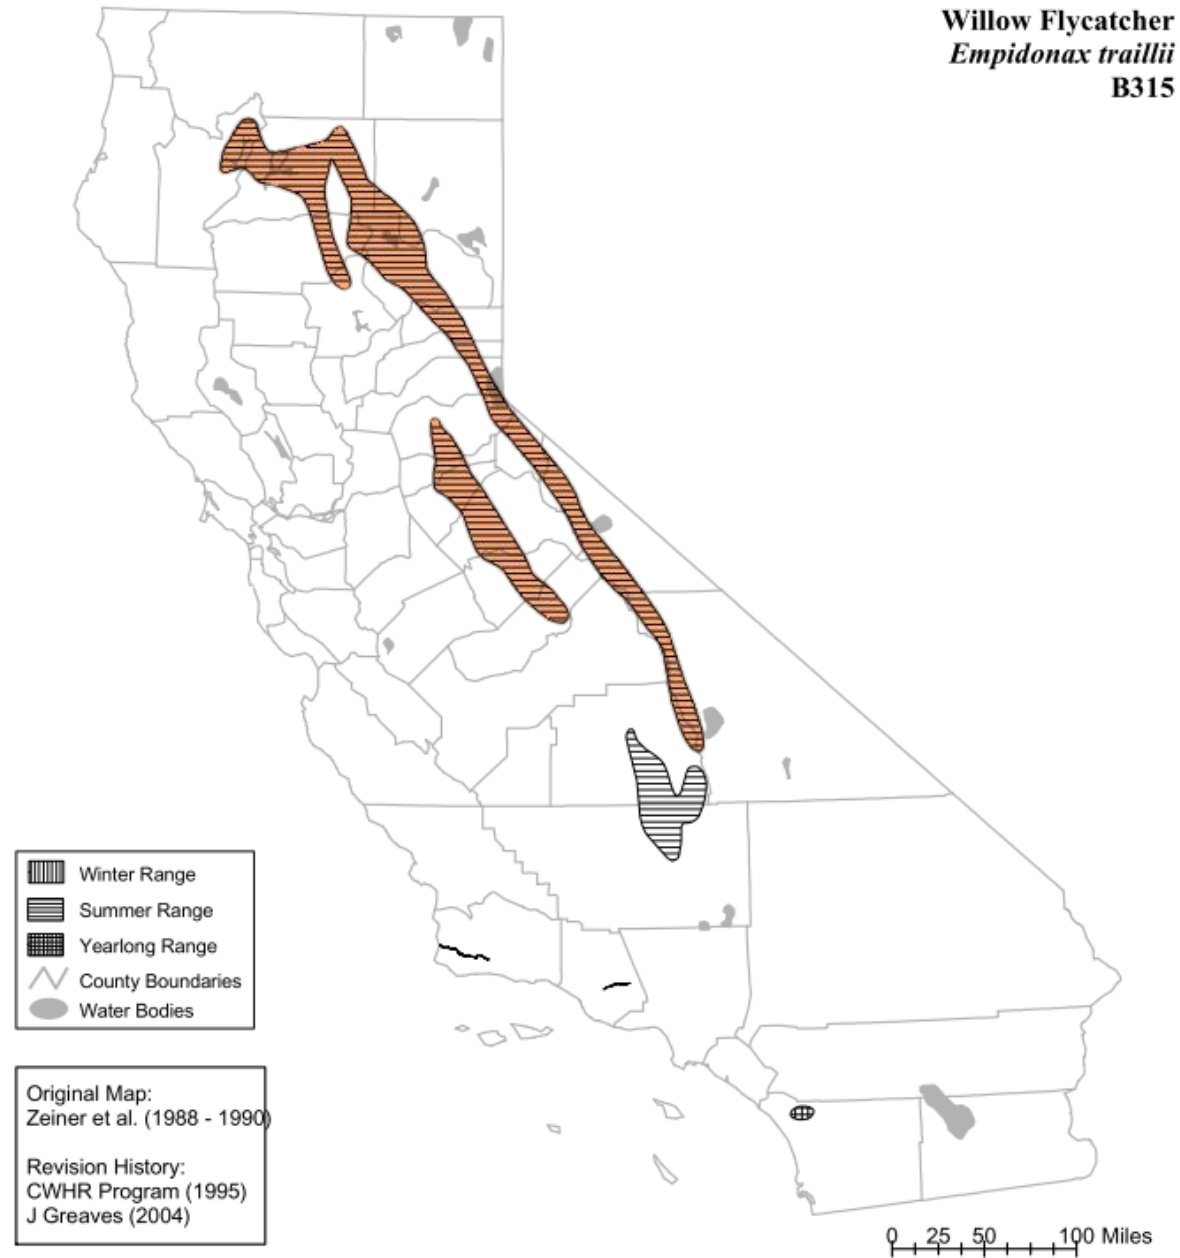 Willow Flycatcher
Empidonax traillii
B315
Winter Range
Summer Range
Yearlong Range
County Boundaries
Water Bodies
Original Map:
Zeiner et al. (1988 - 1990)
Revision History:
CWHR Program (1995)
J Greaves (2004)
0 25 50 100 Miles